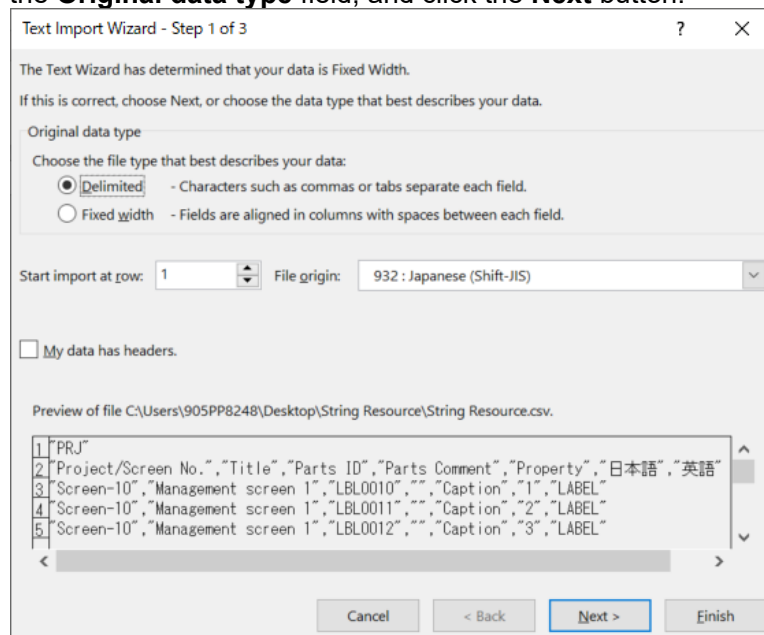 the Original data type field, and click the Next button.
Text Import Wizard - Step 1 of 3 ? ×
The Text Wizard has determined that your data is Fixed Width.
If this is correct, choose Next, or choose the data type that best describes your data.
Original data type
Choose the file type that best describes your data:
Delimited - Characters such as commas or tabs separate each field.
Fixed width - Fields are aligned in columns with spaces between each field.
Start import at row: 1 File origin: 932 : Japanese (Shift-JIS)
My data has headers.
Preview of file C:\Users\905PP8248\Desktop\String Resource\String Resource.csv.
1 "PRJ"
2 "Project/Screen No.","Title","Parts ID","Parts Comment","Property","日本語","英語"
3 "Screen-10","Management screen 1","LBL0010","","Caption","1","LABEL"
4 "Screen-10","Management screen 1","LBL0011","","Caption","2","LABEL"
5 "Screen-10","Management screen 1","LBL0012","","Caption","3","LABEL"
Cancel < Back Next > Finish